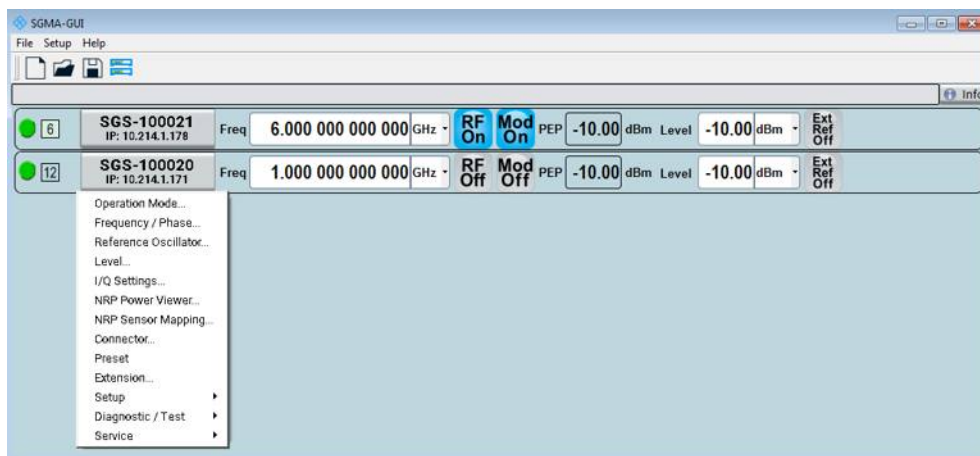 SGMA-GUI
File Setup Help
Info
6 SGS-100021 IP: 10.214.1.178 Freq 6.000 000 000 000 GHz RF On Mod On PEP -10.00 dBm Level -10.00 dBm Ext Ref Off
12 SGS-100020 IP: 10.214.1.171 Freq 1.000 000 000 000 GHz RF Off Mod Off PEP -10.00 dBm Level -10.00 dBm Ext Ref Off
Operation Mode...
Frequency / Phase...
Reference Oscillator...
Level...
I/Q Settings...
NRP Power Viewer...
NRP Sensor Mapping...
Connector...
Preset
Extension...
Setup
Diagnostic / Test
Service